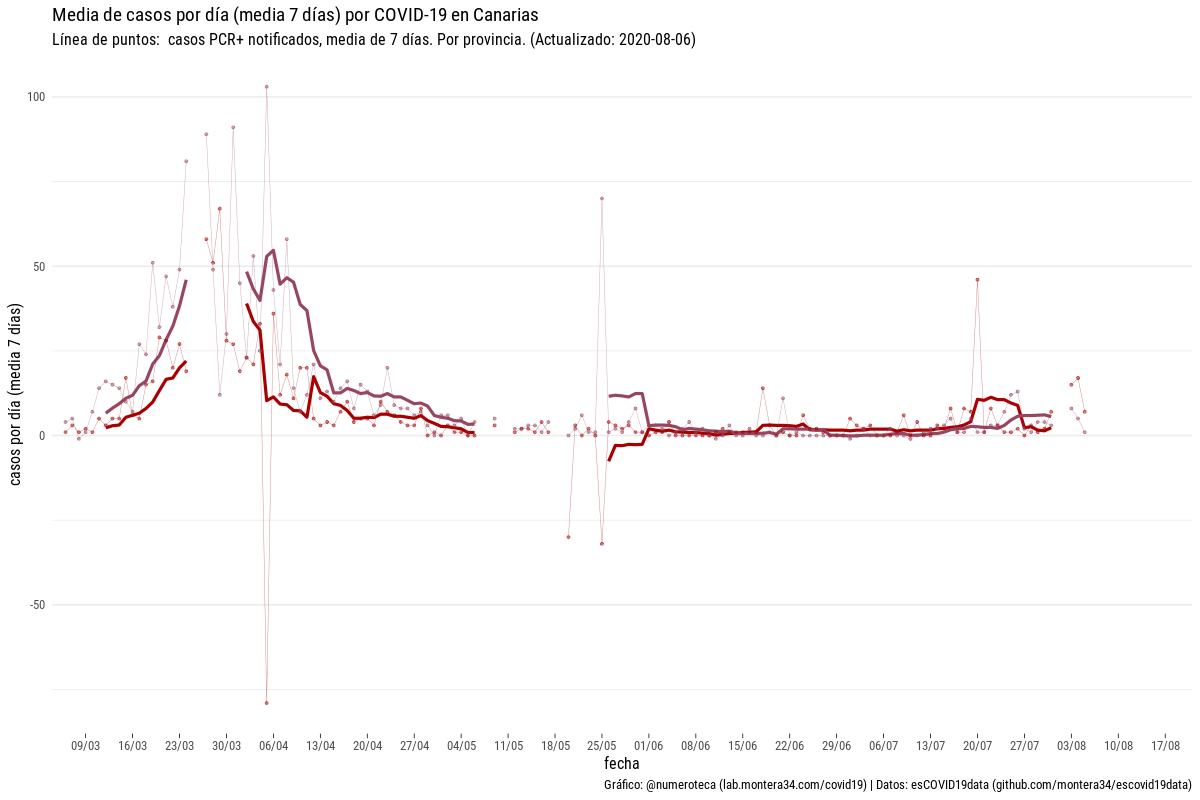 Media de casos por día (media 7 días) por COVID-19 en Canarias
Línea de puntos:  casos PCR+ notificados, media de 7 días. Por provincia. (Actualizado: 2020-08-06)
casos por día (media 7 días)
100
50
0
-50
09/03 16/03 23/03 30/03 06/04 13/04 20/04 27/04 04/05 11/05 18/05 25/05 01/06 08/06 15/06 22/06 29/06 06/07 13/07 20/07 27/07 03/08 10/08 17/08
fecha
Gráfico: @numeroteca (lab.montera34.com/covid19) | Datos: esCOVID19data (github.com/montera34/escovid19data)